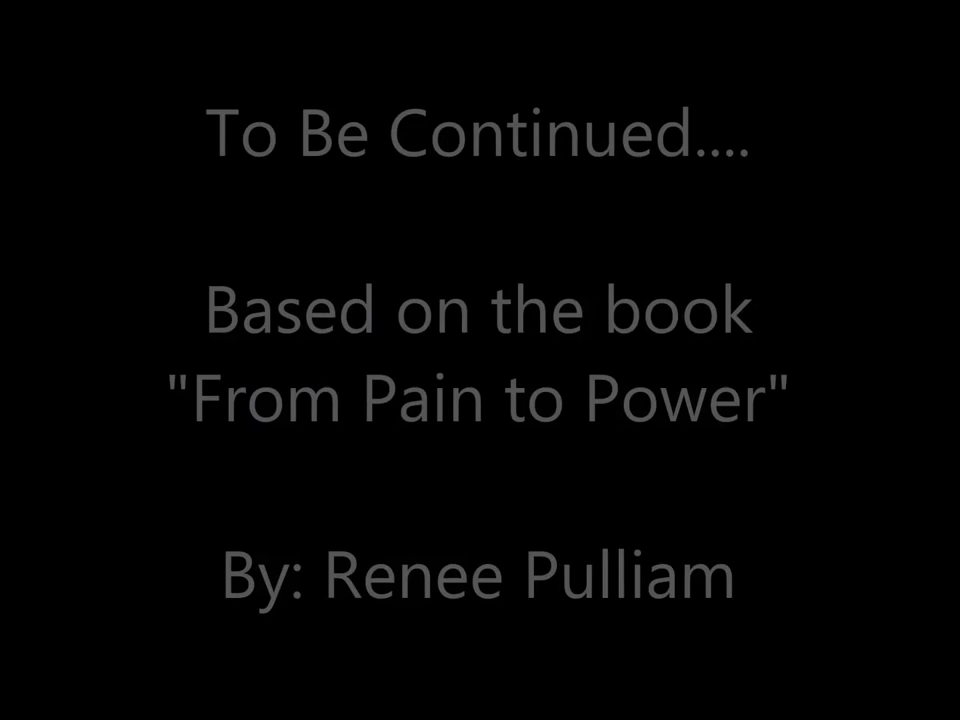 To Be Continued....
Based on the book
"From Pain to Power"
By: Renee Pulliam